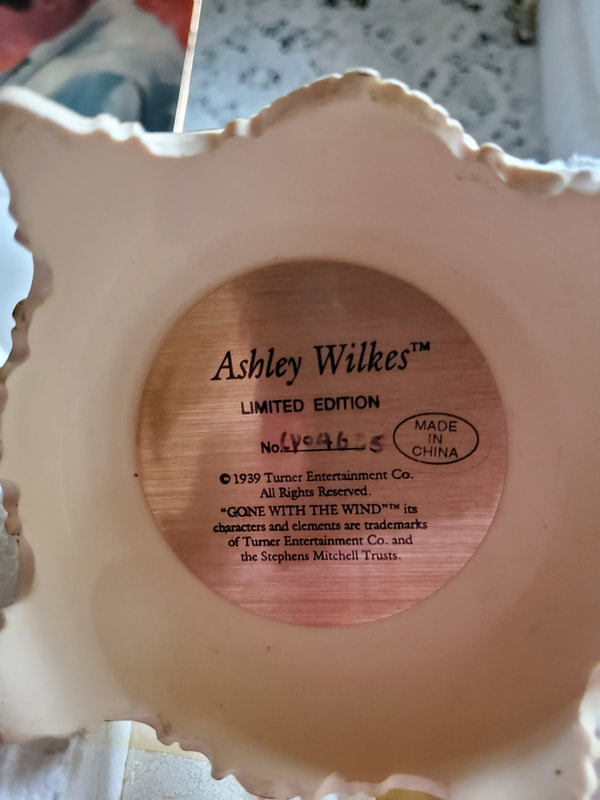 Ashley Wilkes™
LIMITED EDITION
No.
MADE
IN
CHINA
© 1939 Turner Entertainment Co.
All Rights Reserved.
"GONE WITH THE WIND"™ its
characters and elements are trademarks
of Turner Entertainment Co. and
the Stephens Mitchell Trusts.